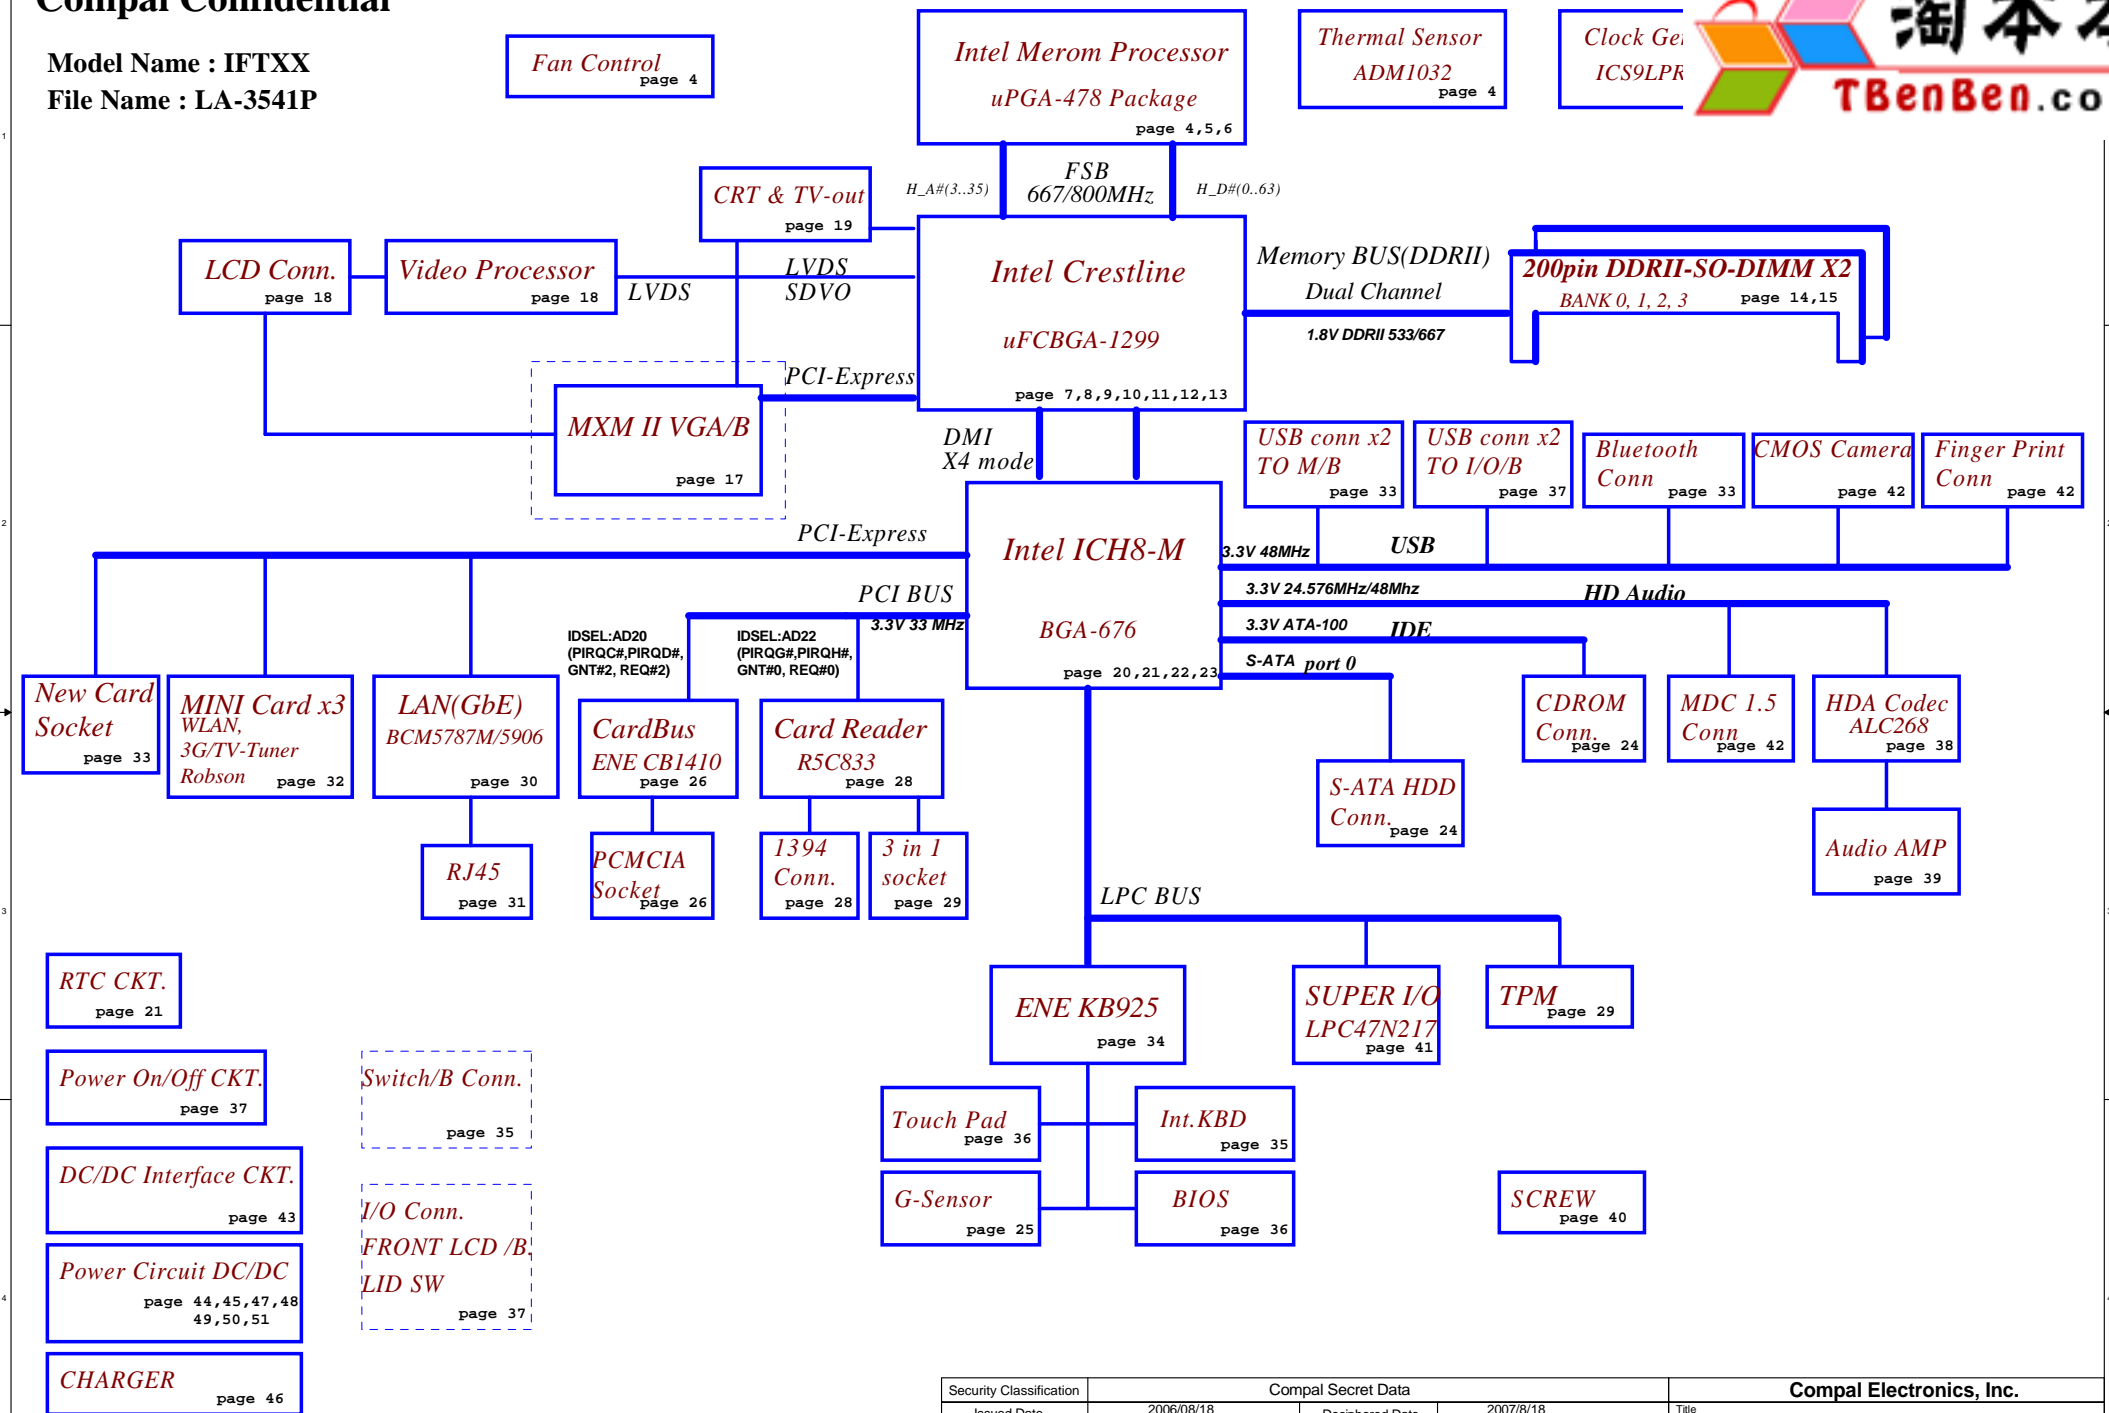 Compal Confidential
Model Name : IFTXX
File Name : LA-3541P
Fan Control
page 4
Intel Merom Processor
uPGA-478 Package
page 4,5,6
Thermal Sensor
ADM1032
page 4
Clock
ICS9LPR
淘本
TBenBen.co
H_A#(3..35)
FSB
667/800MHz
H_D#(0..63)
CRT & TV-out
page 19
LCD Conn.
page 18
Video Processor
page 18
LVDS
LVDS
SDVO
Intel Crestline
uFCBGA-1299
page 7,8,9,10,11,12,13
Memory BUS(DDRII)
Dual Channel
1.8V DDRII 533/667
200pin DDRII-SO-DIMM X2
BANK 0, 1, 2, 3
page 14,15
PCI-Express
MXM II VGA/B
page 17
DMI
X4 mode
USB conn x2
TO M/B
page 33
USB conn x2
TO I/O/B
page 37
Bluetooth
Conn
page 33
CMOS Camera
page 42
Finger Print
Conn
page 42
PCI-Express
Intel ICH8-M
BGA-676
page 20,21,22,23
3.3V 48MHz
USB
3.3V 24.576MHz/48Mhz
HD Audio
3.3V ATA-100
IDE
S-ATA
port 0
PCI BUS
3.3V 33 MHz
IDSEL:AD20
(PIRQC#,PIRQD#,
GNT#2, REQ#2)
IDSEL:AD22
(PIRQG#,PIRQH#,
GNT#0, REQ#0)
New Card
Socket
page 33
MINI Card x3
WLAN,
3G/TV-Tuner
Robson
page 32
LAN(GbE)
BCM5787M/5906
page 30
CardBus
ENE CB1410
page 26
Card Reader
R5C833
page 28
CDROM
Conn.
page 24
MDC 1.5
Conn
page 42
HDA Codec
ALC268
page 38
S-ATA HDD
Conn.
page 24
RJ45
page 31
PCMCIA
Socket
page 26
1394
Conn.
page 28
3 in 1
socket
page 29
Audio AMP
page 39
LPC BUS
RTC CKT.
page 21
ENE KB925
page 34
SUPER I/O
LPC47N217
page 41
TPM
page 29
Power On/Off CKT.
page 37
Switch/B Conn.
page 35
Touch Pad
page 36
Int.KBD
page 35
DC/DC Interface CKT.
page 43
I/O Conn.
FRONT LCD /B,
LID SW
page 37
G-Sensor
page 25
BIOS
page 36
SCREW
page 40
Power Circuit DC/DC
page 44,45,47,48
49,50,51
CHARGER
page 46
Security Classification
Compal Secret Data
Compal Electronics, Inc.
Issued Date
2006/08/18
Deciphered Date
2007/8/18
Title
1
2
3
4